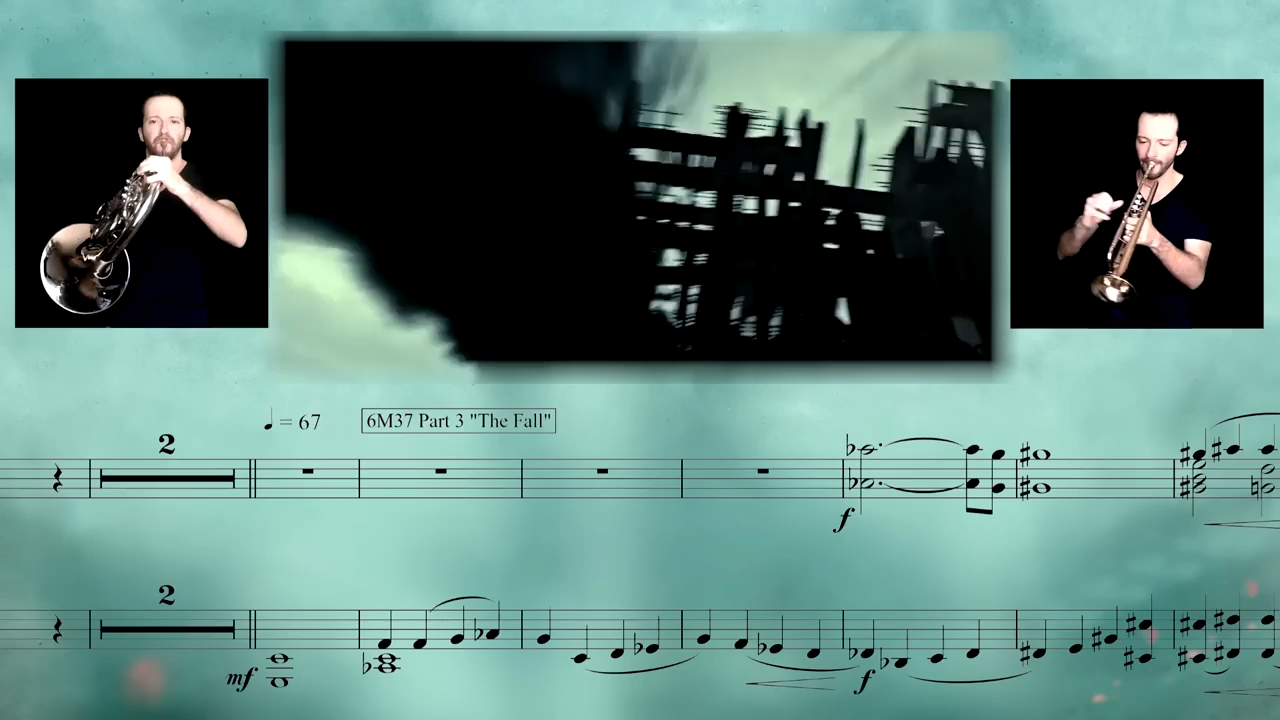 ♩ = 67
6M37 Part 3 "The Fall"
2
f
2
mf
f